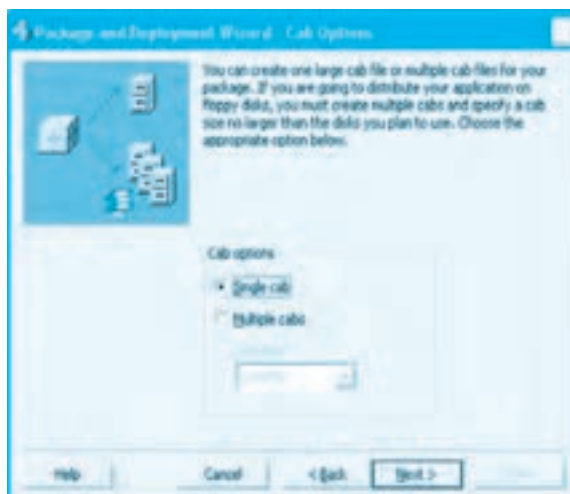 Package and Deployment Wizard - Cab Options
You can create one large cab file or multiple cab files for your
package. If you are going to distribute your application on
floppy disks, you must create multiple cabs and specify a cab
size no larger than the disks you plan to use. Choose the
appropriate option below.
Cab options
Single cab
Multiple cabs
Help
Cancel
< Back
Next >